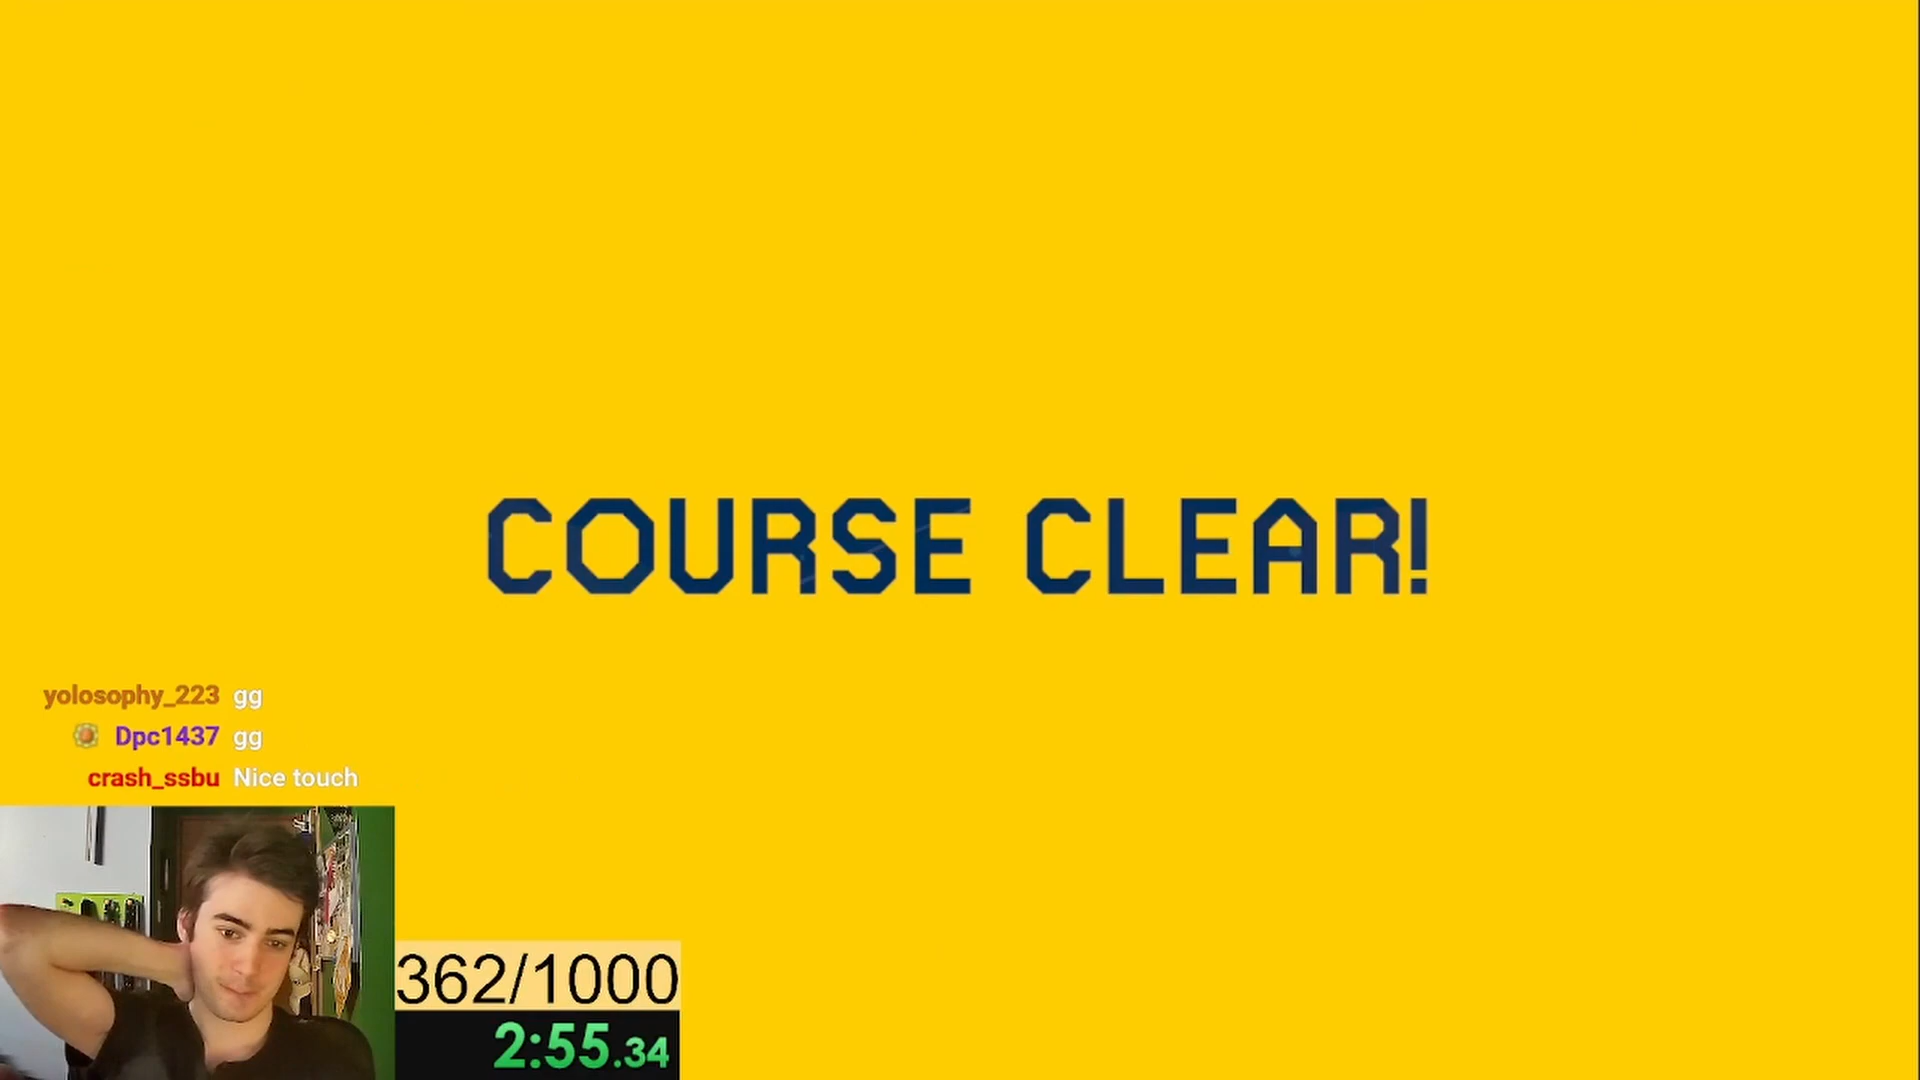 COURSE CLEAR!
yolosophy_223 gg
Dpc1437 gg
crash_ssbu Nice touch
362/1000
2:55.34